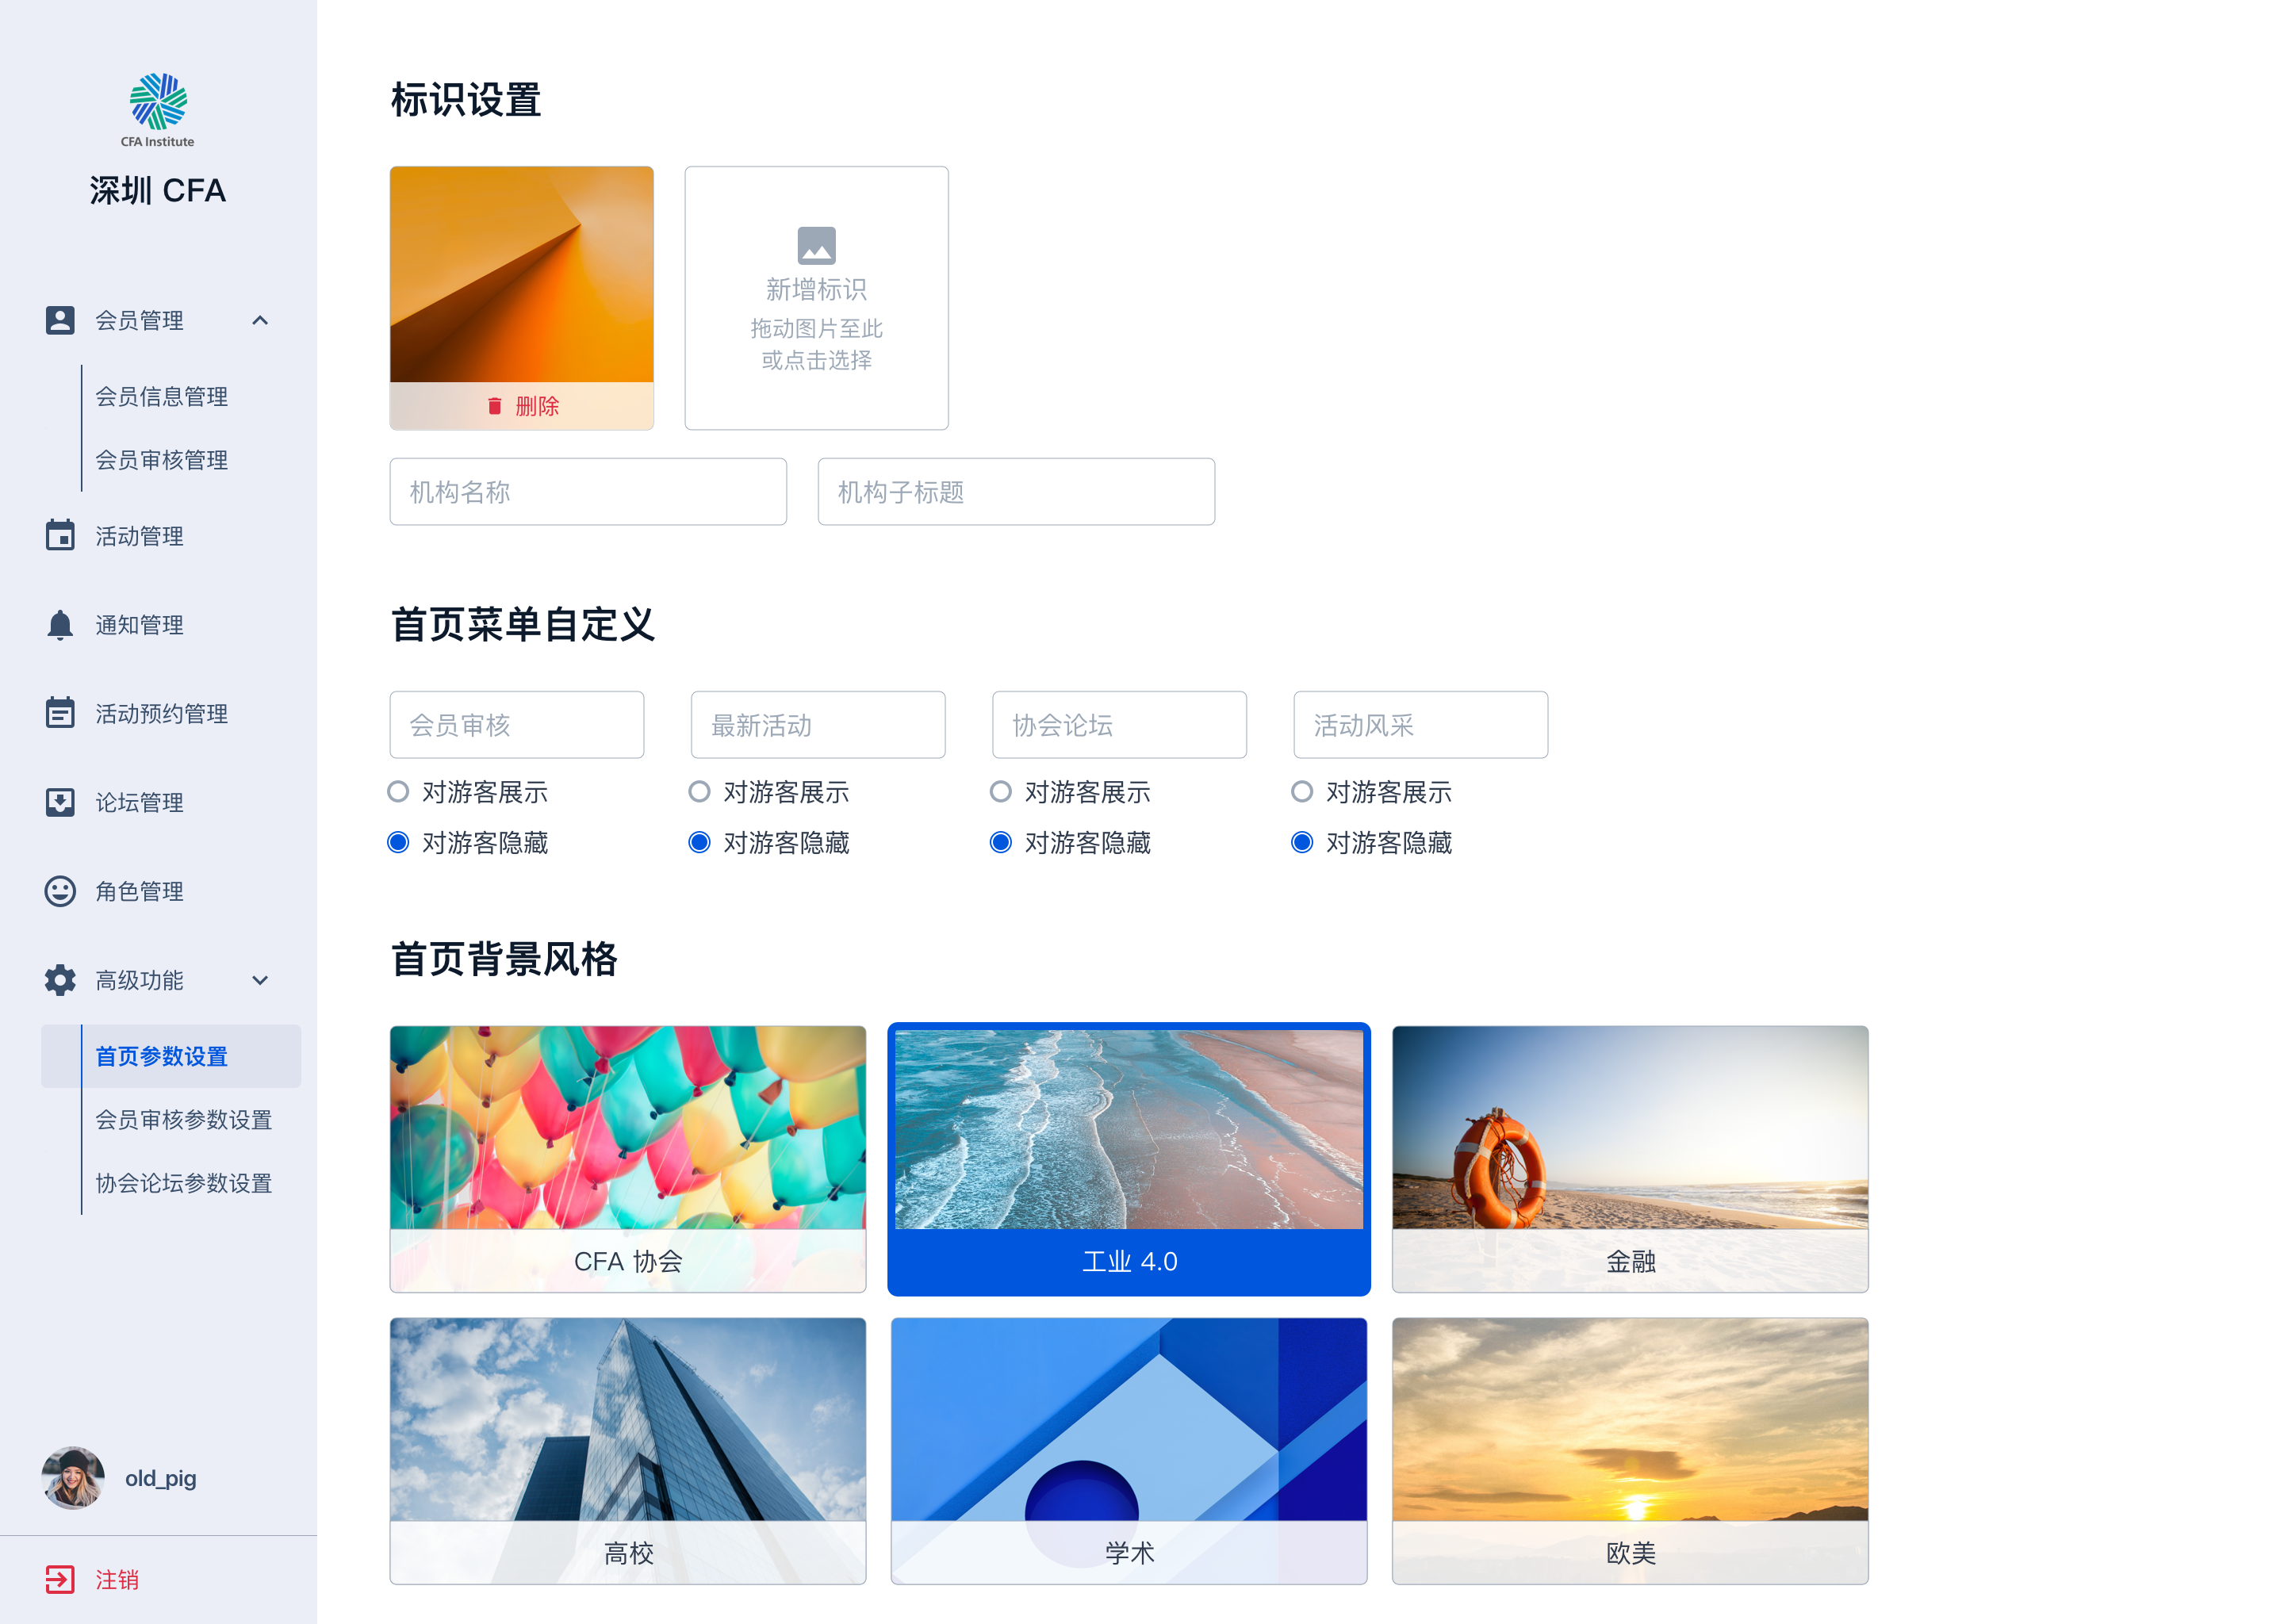 CFA Institute
深圳 CFA
会员管理
会员信息管理
会员审核管理
活动管理
通知管理
活动预约管理
论坛管理
角色管理
高级功能
首页参数设置
会员审核参数设置
协会论坛参数设置
old_pig
注销
标识设置
删除
新增标识
拖动图片至此
或点击选择
机构名称
机构子标题
首页菜单自定义
会员审核
对游客展示
对游客隐藏
最新活动
对游客展示
对游客隐藏
协会论坛
对游客展示
对游客隐藏
活动风采
对游客展示
对游客隐藏
首页背景风格
CFA 协会
工业 4.0
金融
高校
学术
欧美